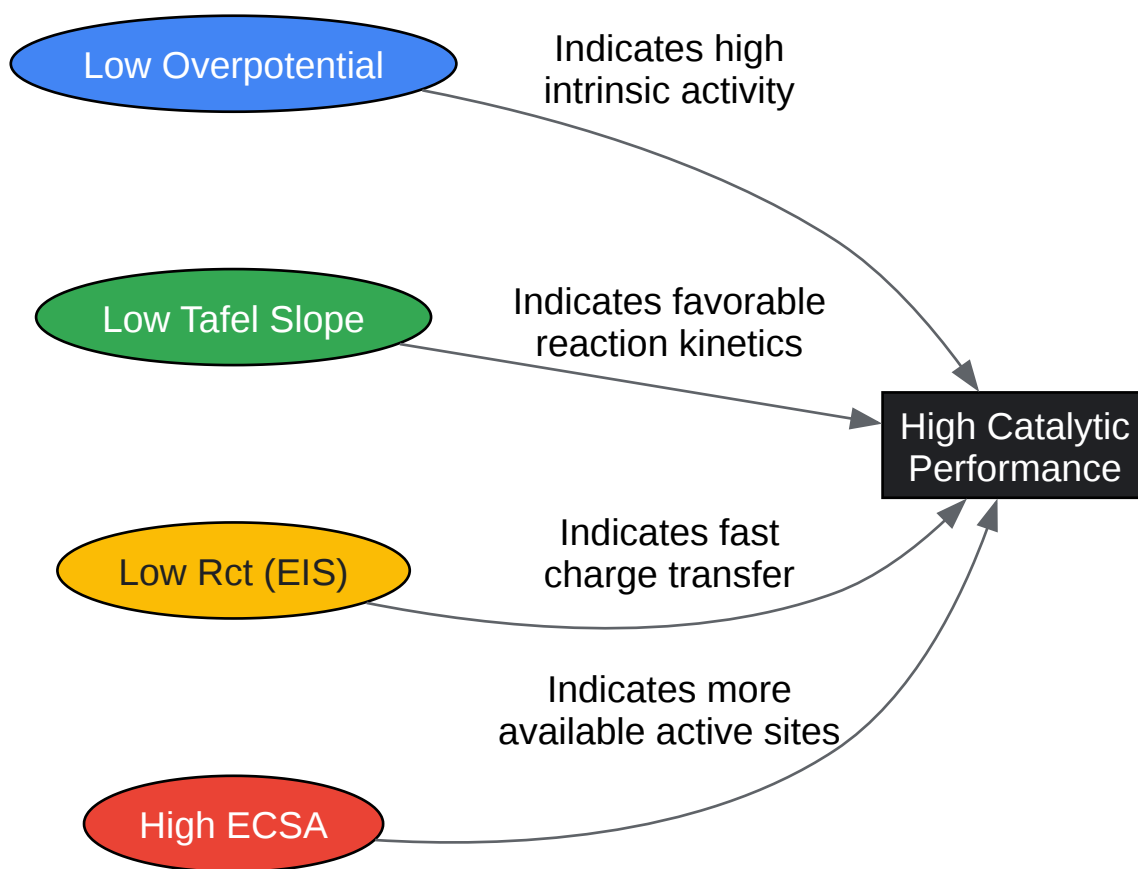 Low Overpotential
Indicates high
intrinsic activity
Low Tafel Slope
Indicates favorable
reaction kinetics
High Catalytic
Performance
Low Rct (EIS)
Indicates fast
charge transfer
Indicates more
available active sites
High ECSA